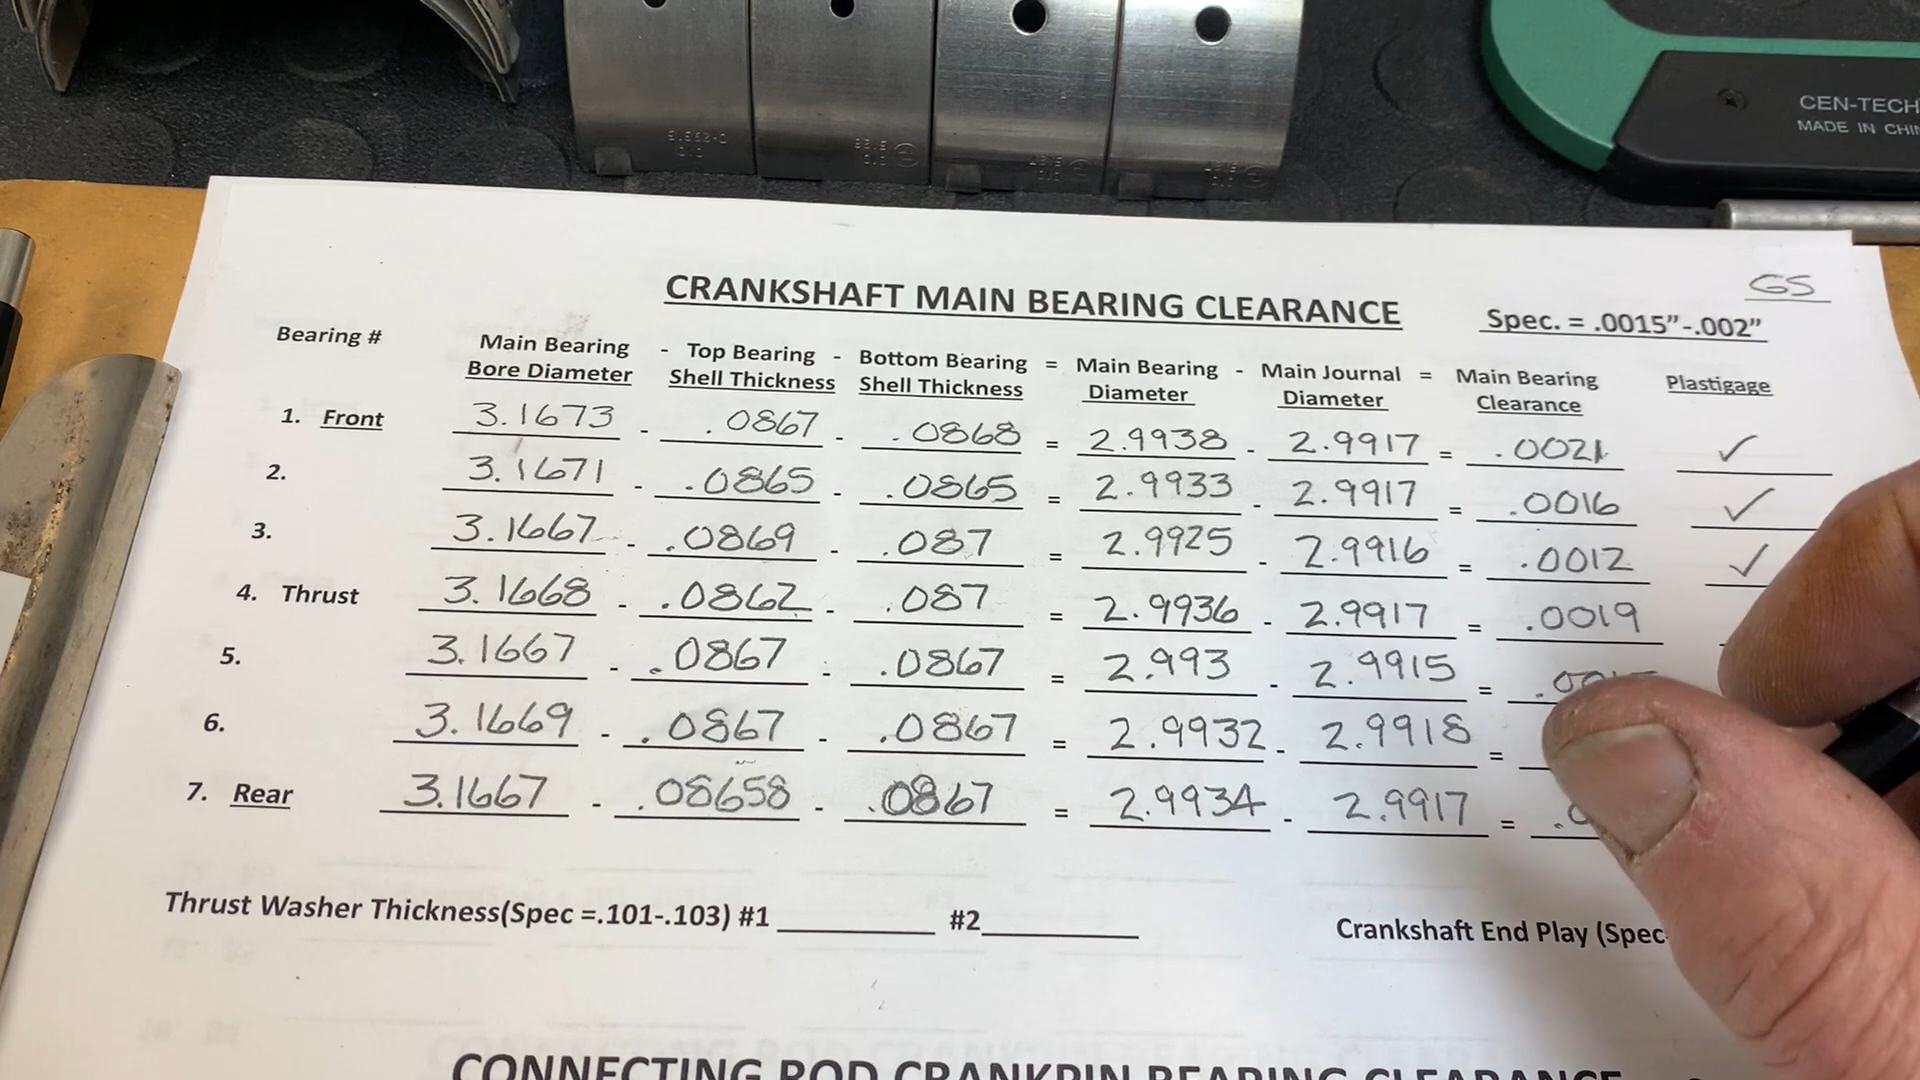 CEN-TECH
MADE IN CHIN
GS
CRANKSHAFT MAIN BEARING CLEARANCE
Spec. = .0015”-.002”
Bearing # Main Bearing Bore Diameter - Top Bearing Shell Thickness - Bottom Bearing Shell Thickness = Main Bearing Diameter - Main Journal Diameter = Main Bearing Clearance Plastigage
1. Front 3.1673 - .0867 - .0868 = 2.9938 - 2.9917 = .0021 ✓
2. 3.1671 - .0865 - .0865 = 2.9933 - 2.9917 = .0016 ✓
3. 3.1667 - .0869 - .087 = 2.9925 - 2.9916 = .0012 ✓
4. Thrust 3.1668 - .0862 - .087 = 2.9936 - 2.9917 = .0019
5. 3.1667 - .0867 - .0867 = 2.993 - 2.9915 =
6. 3.1669 - .0867 - .0867 = 2.9932 - 2.9918 =
7. Rear 3.1667 - .08658 - .0867 = 2.9934 - 2.9917 =
Thrust Washer Thickness(Spec =.101-.103) #1 #2 Crankshaft End Play (Spec
CONNECTING ROD CRANKPIN BEARING CLEARANCE